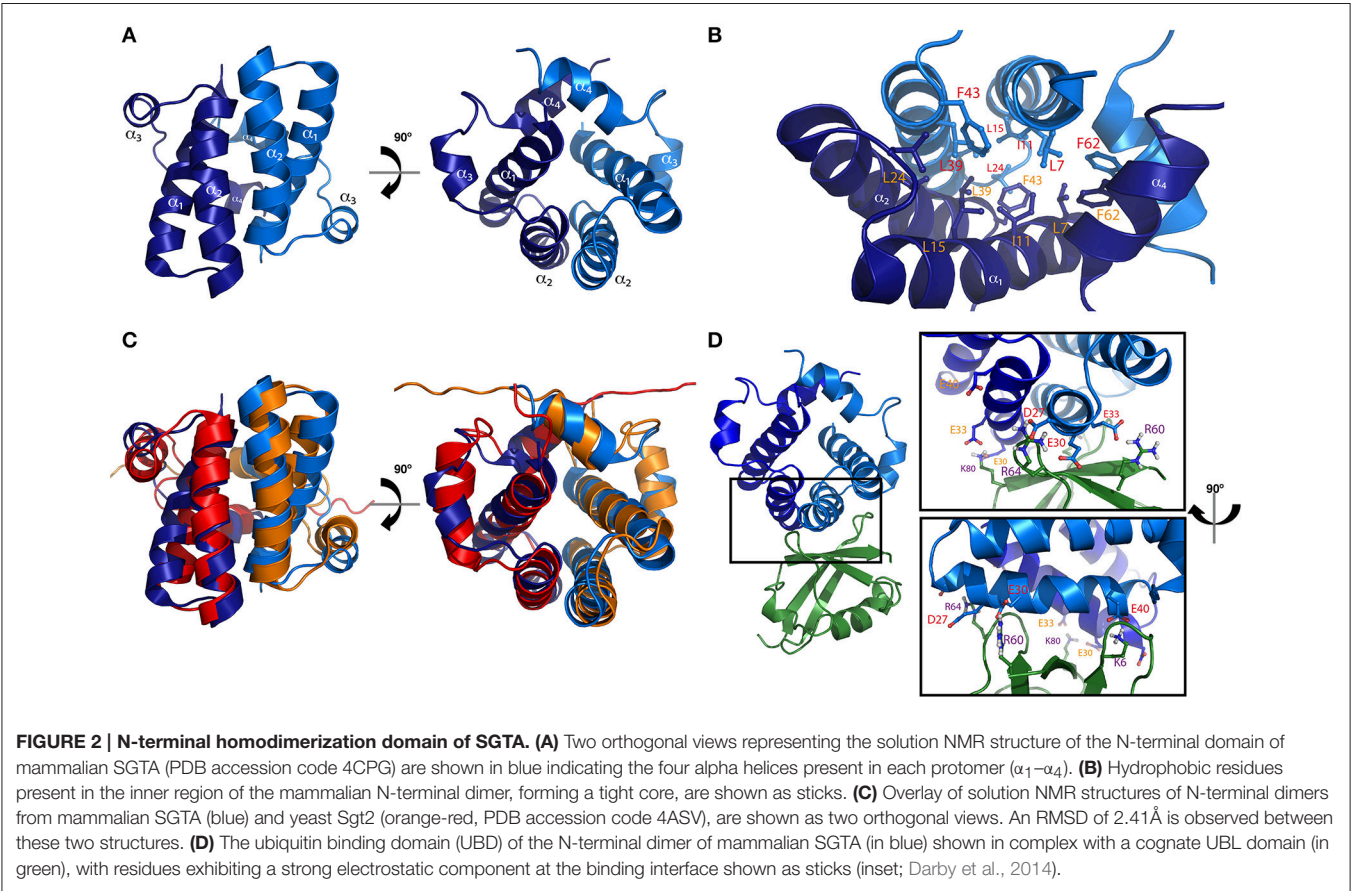 A
α3
α1
α2
α4
α2
α1
α4
α3
90º
α4
α4
α3
α1
α1
α3
α2
α2
B
F43
L15
I11
L7
F62
L39
L24
L24
L39
F43
α2
α4
F62
L7
L15
I11
α1
C
90º
D
E40
D27
E33
R60
E33
E30
E30
K80
R64
90º
E30
R64
E40
D27
R60
E33
K80
E30
K6
FIGURE 2 | N-terminal homodimerization domain of SGTA. (A) Two orthogonal views representing the solution NMR structure of the N-terminal domain of
mammalian SGTA (PDB accession code 4CPG) are shown in blue indicating the four alpha helices present in each protomer (α1–α4). (B) Hydrophobic residues
present in the inner region of the mammalian N-terminal dimer, forming a tight core, are shown as sticks. (C) Overlay of solution NMR structures of N-terminal dimers
from mammalian SGTA (blue) and yeast Sgt2 (orange-red, PDB accession code 4ASV), are shown as two orthogonal views. An RMSD of 2.41Å is observed between
these two structures. (D) The ubiquitin binding domain (UBD) of the N-terminal dimer of mammalian SGTA (in blue) shown in complex with a cognate UBL domain (in
green), with residues exhibiting a strong electrostatic component at the binding interface shown as sticks (inset; Darby et al., 2014).